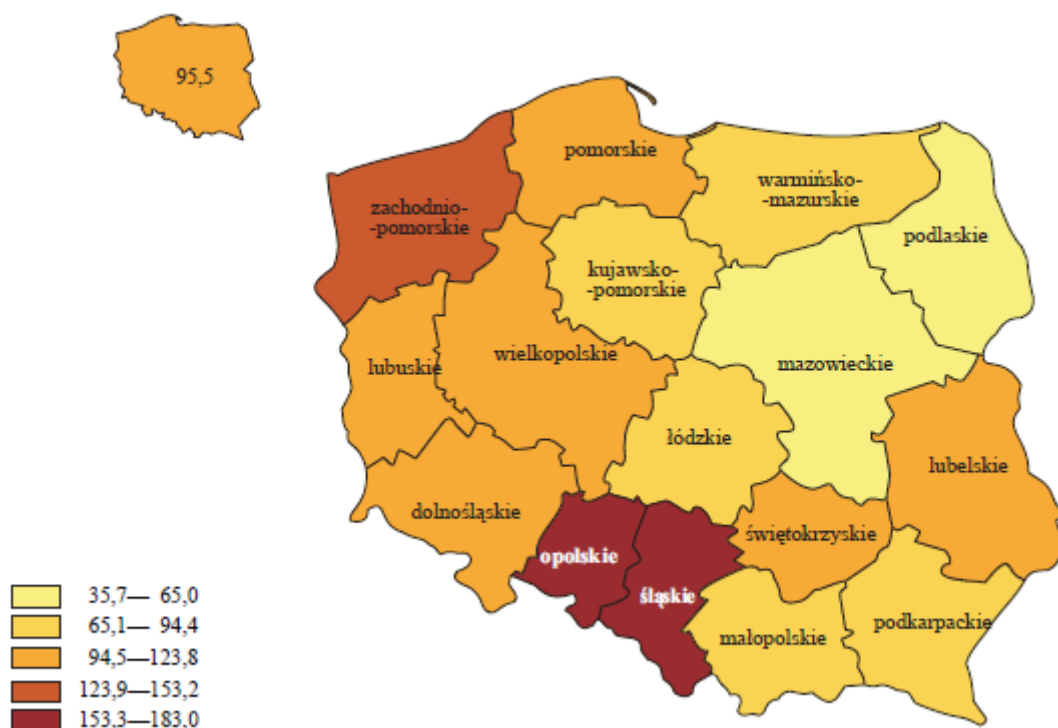 95,5
pomorskie
warmińsko-
-mazurskie
zachodnio-
-pomorskie
podlaskie
kujawsko-
-pomorskie
wielkopolskie
lubuskie
mazowieckie
łódzkie
lubelskie
dolnośląskie
świętokrzyskie
opolskie
śląskie
podkarpackie
małopolskie
35,7— 65,0
65,1— 94,4
94,5—123,8
123,9—153,2
153,3—183,0